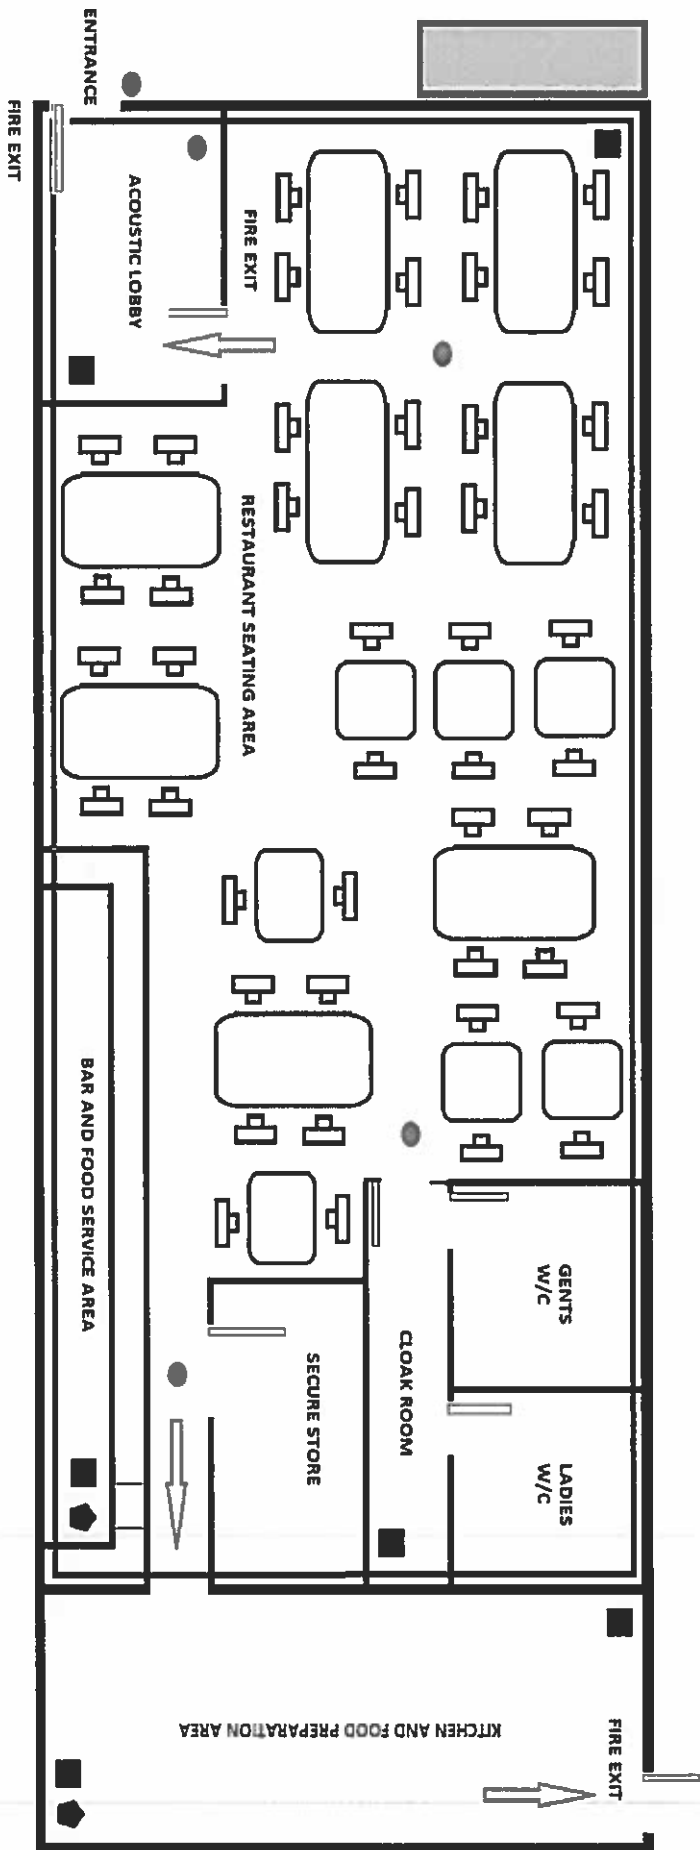 ENTRANCE
FIRE EXIT
ACOUSTIC LOBBY
FIRE EXIT
RESTAURANT SEATING AREA
BAR AND FOOD SERVICE AREA
GENTS
W/C
CLOAK ROOM
SECURE STORE
LADIES
W/C
KITCHEN AND FOOD PREPARATION AREA
FIRE EXIT